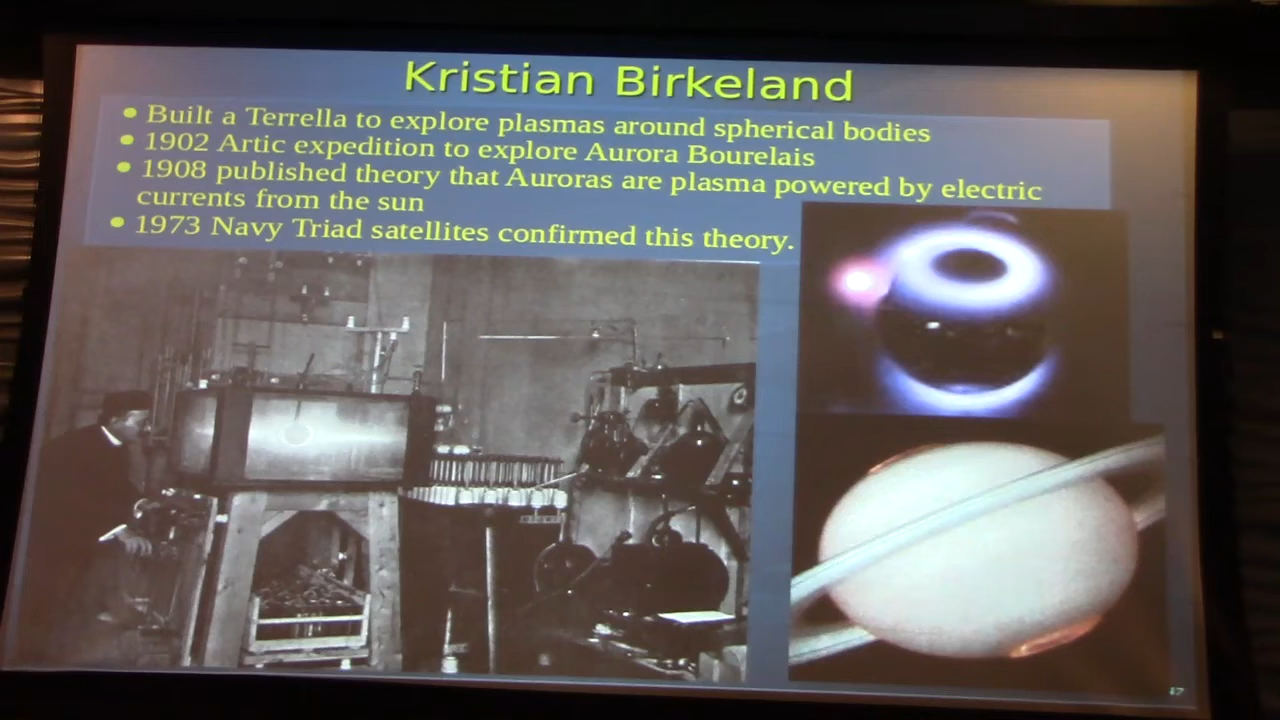 Kristian Birkeland
• Built a Terrella to explore plasmas around spherical bodies
• 1902 Artic expedition to explore Aurora Bourelais
• 1908 published theory that Auroras are plasma powered by electric
currents from the sun
• 1973 Navy Triad satellites confirmed this theory.
17